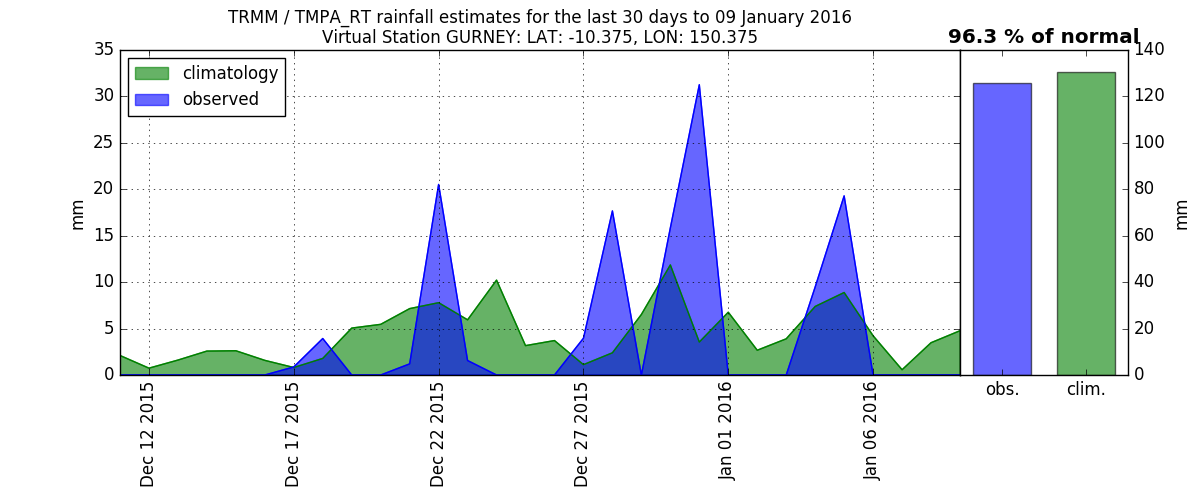 TRMM / TMPA_RT rainfall estimates for the last 30 days to 09 January 2016
Virtual Station GURNEY: LAT: -10.375, LON: 150.375
96.3 % of normal
climatology
observed
35
30
25
20
15
10
5
0
mm
Dec 12 2015
Dec 17 2015
Dec 22 2015
Dec 27 2015
Jan 01 2016
Jan 06 2016
140
120
100
80
60
40
20
0
mm
obs.
clim.